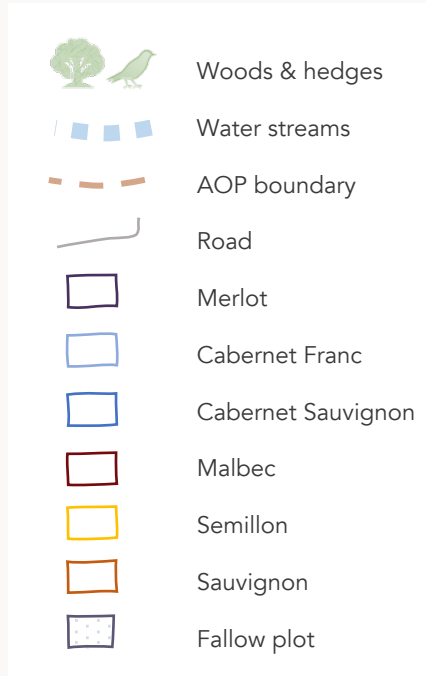 Woods & hedges
Water streams
AOP boundary
Road
Merlot
Cabernet Franc
Cabernet Sauvignon
Malbec
Semillon
Sauvignon
Fallow plot